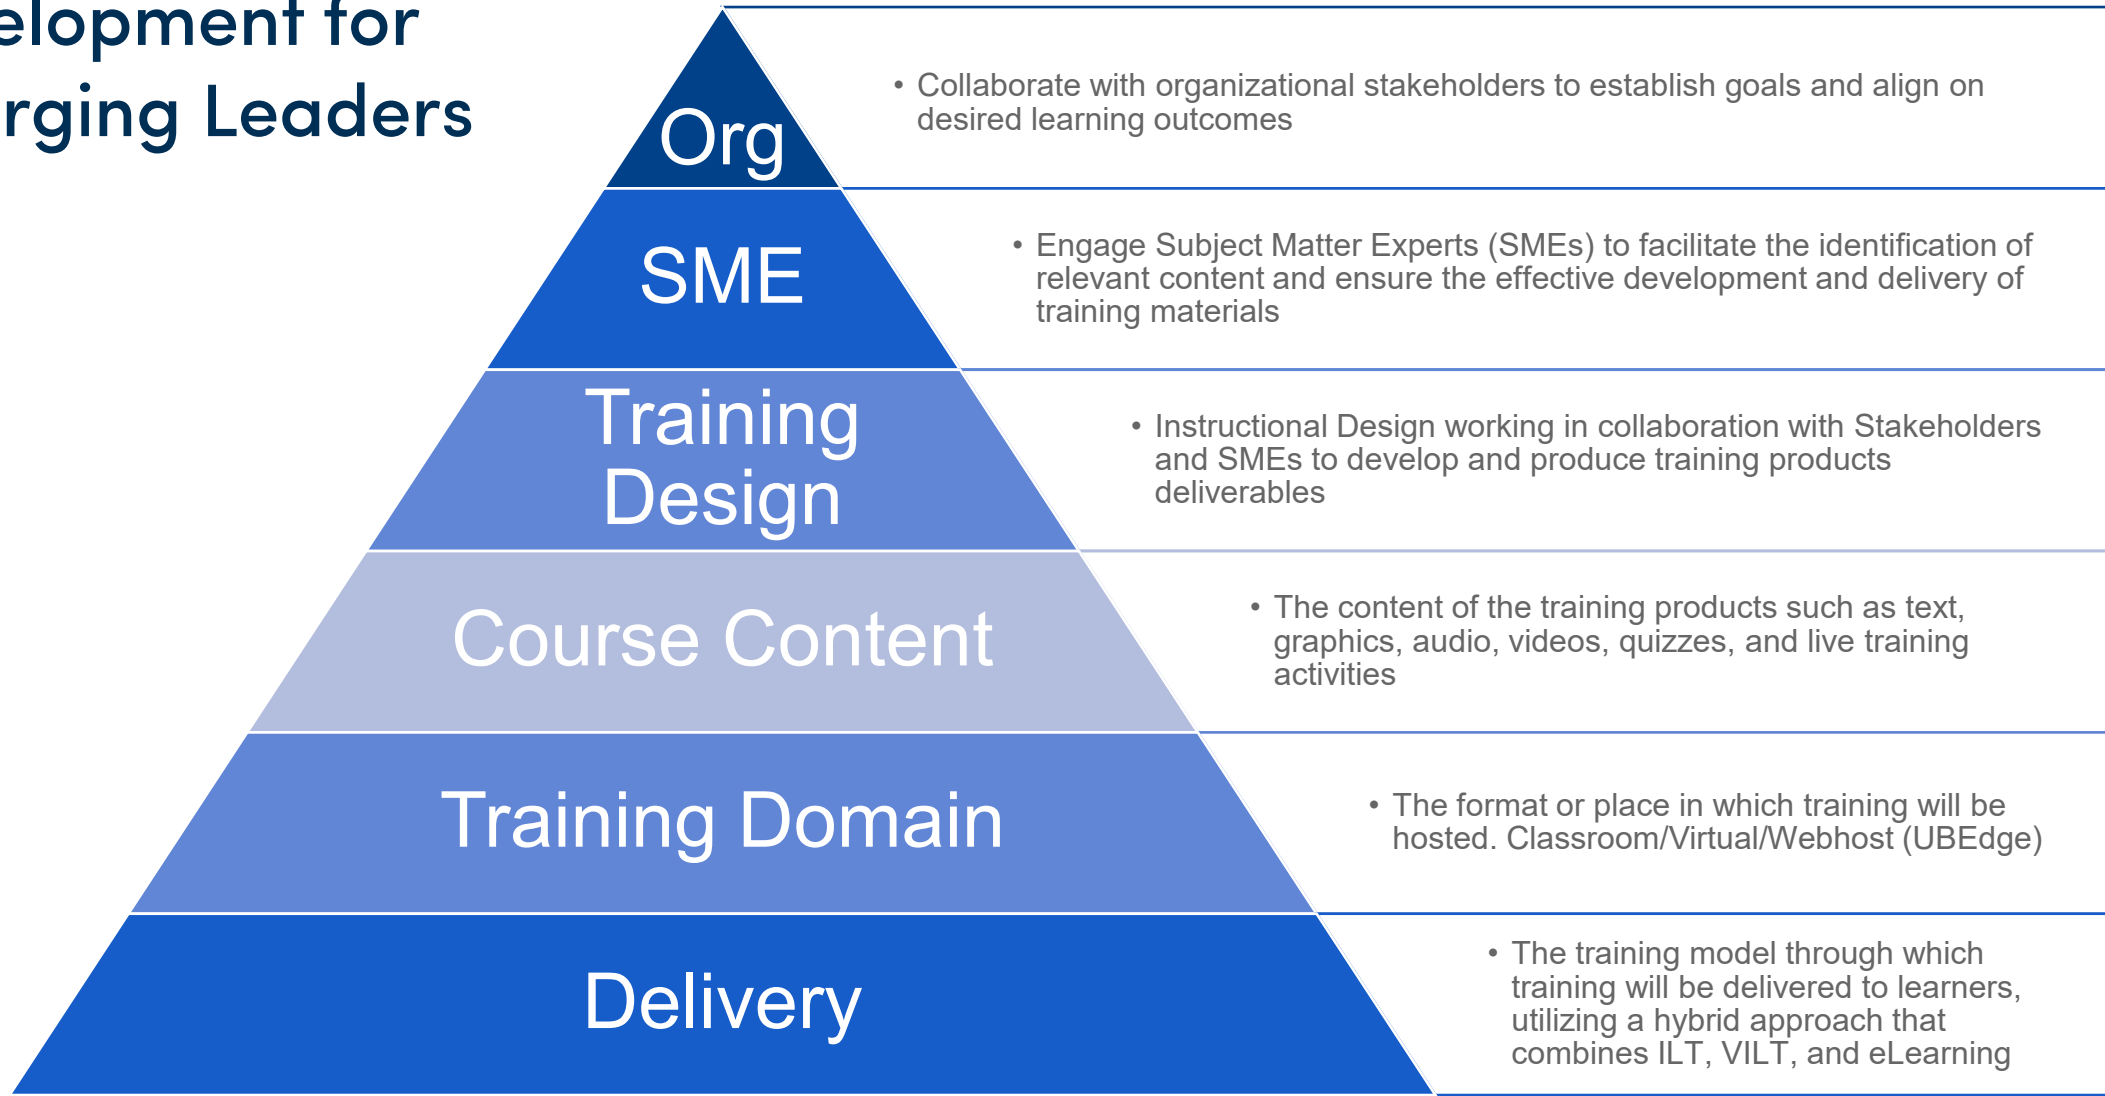 elopment for
rging Leaders
Org
• Collaborate with organizational stakeholders to establish goals and align on
desired learning outcomes
SME
• Engage Subject Matter Experts (SMEs) to facilitate the identification of
relevant content and ensure the effective development and delivery of
training materials
Training
Design
• Instructional Design working in collaboration with Stakeholders
and SMEs to develop and produce training products
deliverables
Course Content
• The content of the training products such as text,
graphics, audio, videos, quizzes, and live training
activities
Training Domain
• The format or place in which training will be
hosted. Classroom/Virtual/Webhost (UBEdge)
Delivery
• The training model through which
training will be delivered to learners,
utilizing a hybrid approach that
combines ILT, VILT, and eLearning